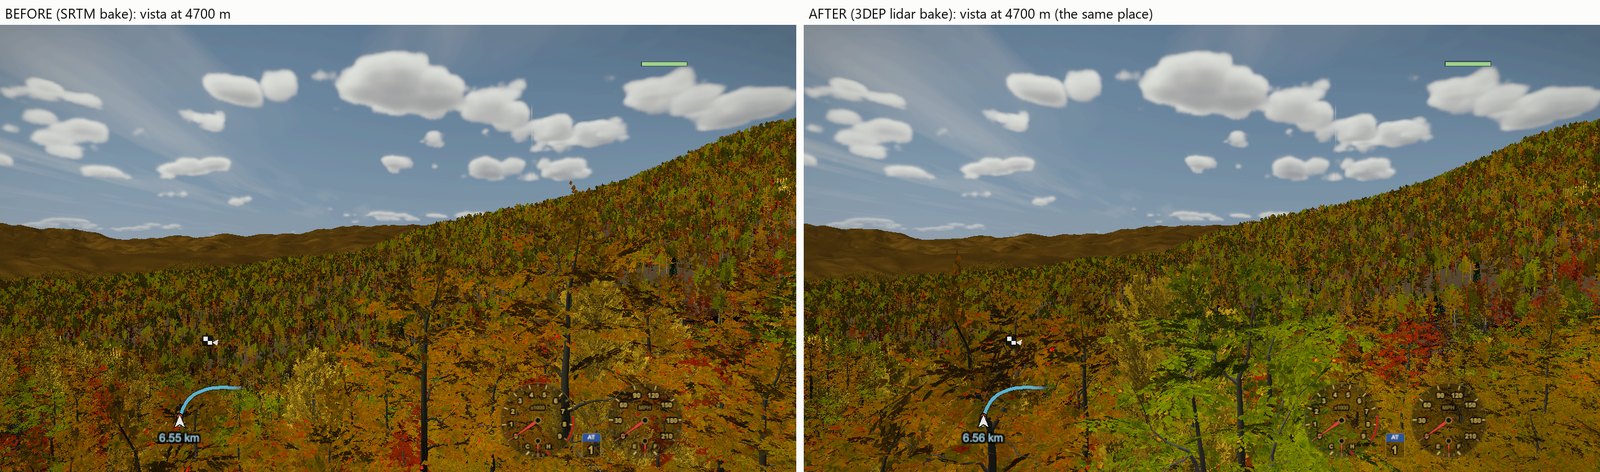 BEFORE (SRTM bake): vista at 4700 m
AFTER (3DEP lidar bake): vista at 4700 m (the same place)
6.55 km
AT
1
6.56 km
AT
1